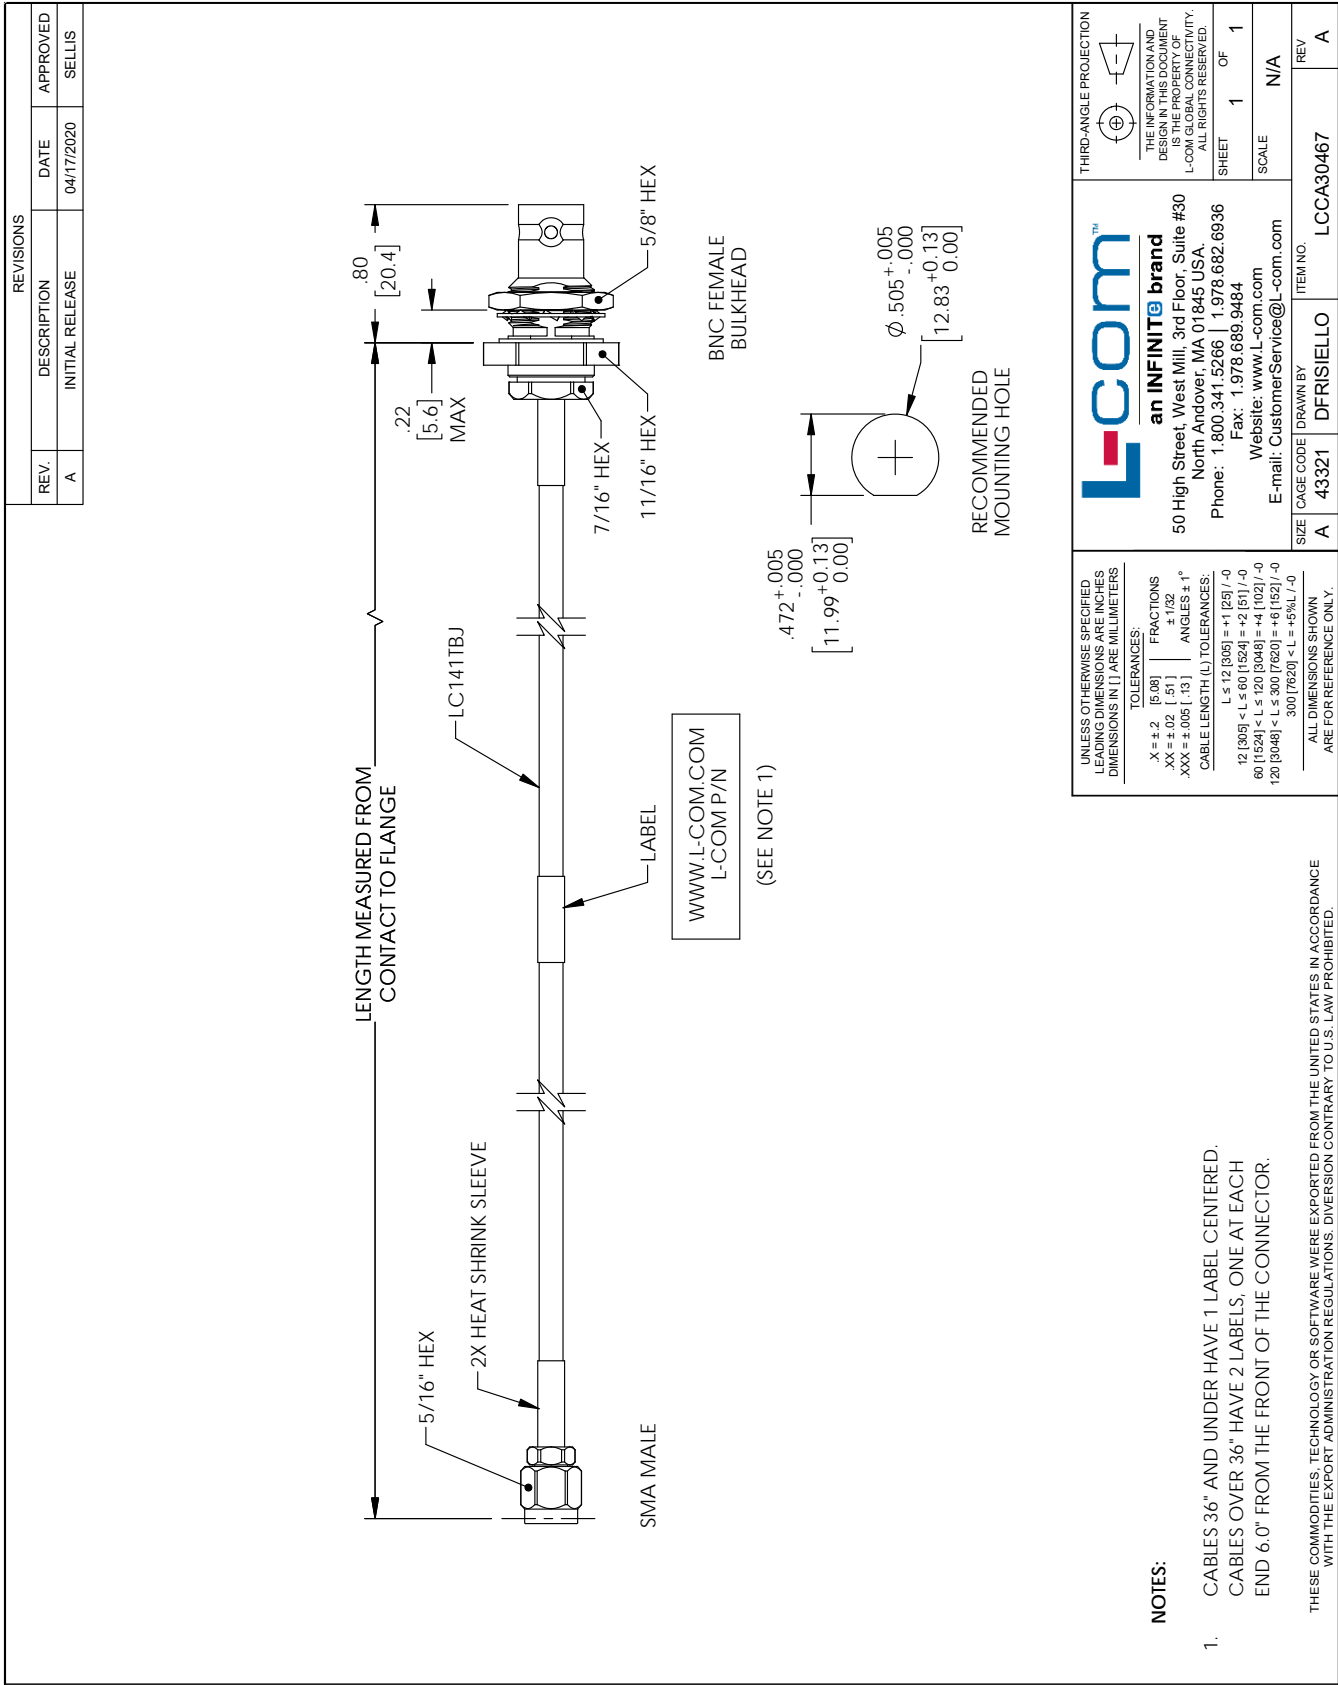 REVISIONS
REV. DESCRIPTION DATE APPROVED
A INITIAL RELEASE 04/17/2020 SELLIS
LENGTH MEASURED FROM
CONTACT TO FLANGE
.80
[20.4]
.22
[5.6]
MAX
5/16" HEX
2X HEAT SHRINK SLEEVE
LC141TBJ
LABEL
7/16" HEX
11/16" HEX
5/8" HEX
SMA MALE
WWW.L-COM.COM
L-COM P/N
(SEE NOTE 1)
BNC FEMALE
BULKHEAD
.472 +.005
-.000
[11.99 +0.13
0.00]
Ø .505 +.005
-.000
[12.83 +0.13
0.00]
RECOMMENDED
MOUNTING HOLE
NOTES:
1. CABLES 36" AND UNDER HAVE 1 LABEL CENTERED.
CABLES OVER 36" HAVE 2 LABELS, ONE AT EACH
END 6.0" FROM THE FRONT OF THE CONNECTOR.
THESE COMMODITIES, TECHNOLOGY OR SOFTWARE WERE EXPORTED FROM THE UNITED STATES IN ACCORDANCE
WITH THE EXPORT ADMINISTRATION REGULATIONS. DIVERSION CONTRARY TO U.S. LAW PROHIBITED.
UNLESS OTHERWISE SPECIFIED
LEADING DIMENSIONS ARE INCHES
DIMENSIONS IN [ ] ARE MILLIMETERS
TOLERANCES:
.X = ± .2 [5.08] FRACTIONS
.XX = ± .02 [ .51 ] ± 1/32
.XXX = ± .005 [ .13 ] ANGLES ± 1°
CABLE LENGTH (L) TOLERANCES:
L ≤ 12 [305] = +1 [25] / -0
12 [305] < L ≤ 60 [1524] = +2 [51] / -0
60 [1524] < L ≤ 120 [3048] = +4 [102] / -0
120 [3048] < L ≤ 300 [7620] = +6 [152] / -0
300 [7620] < L = +5%L / -0
ALL DIMENSIONS SHOWN
ARE FOR REFERENCE ONLY.
L-com™
an INFINITe brand
50 High Street, West Mill, 3rd Floor, Suite #30
North Andover, MA 01845 USA.
Phone: 1.800.341.5266 | 1.978.682.6936
Fax: 1.978.689.9484
Website: www.L-com.com
E-mail: CustomerService@L-com.com
THIRD-ANGLE PROJECTION
THE INFORMATION AND
DESIGN IN THIS DOCUMENT
IS THE PROPERTY OF
L-COM GLOBAL CONNECTIVITY.
ALL RIGHTS RESERVED.
SHEET 1 OF 1
SCALE N/A
SIZE A
CAGE CODE 43321
DRAWN BY DFRISIELLO
ITEM NO. LCCA30467
REV A